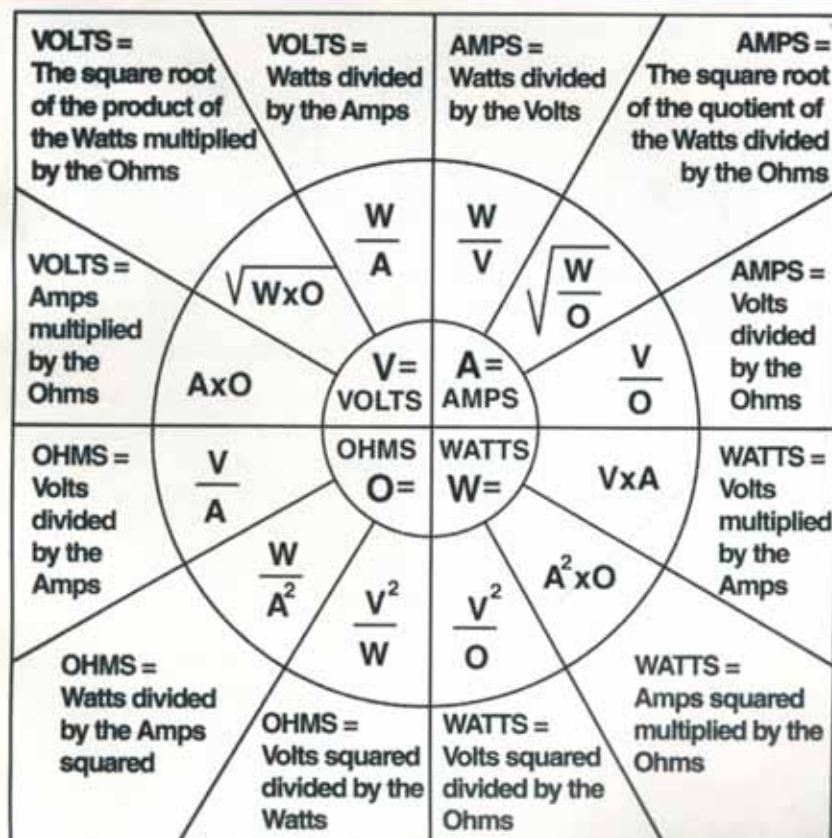 VOLTS =
The square root
of the product of
the Watts multiplied
by the Ohms
VOLTS =
Watts divided
by the Amps
AMPS =
Watts divided
by the Volts
AMPS =
The square root
of the quotient of
the Watts divided
by the Ohms
VOLTS =
Amps
multiplied
by the
Ohms
√WxO
W
A
W
V
√W
O
AMPS =
Volts
divided
by the
Ohms
AxO
V=
VOLTS
A=
AMPS
V
O
OHMS =
Volts
divided
by the
Amps
V
A
OHMS
O=
WATTS
W=
VxA
WATTS =
Volts
multiplied
by the
Amps
W
A²
V²
W
V²
O
A²xO
OHMS =
Watts divided
by the Amps
squared
OHMS =
Volts squared
divided by the
Watts
WATTS =
Volts squared
divided by the
Ohms
WATTS =
Amps squared
multiplied by the
Ohms